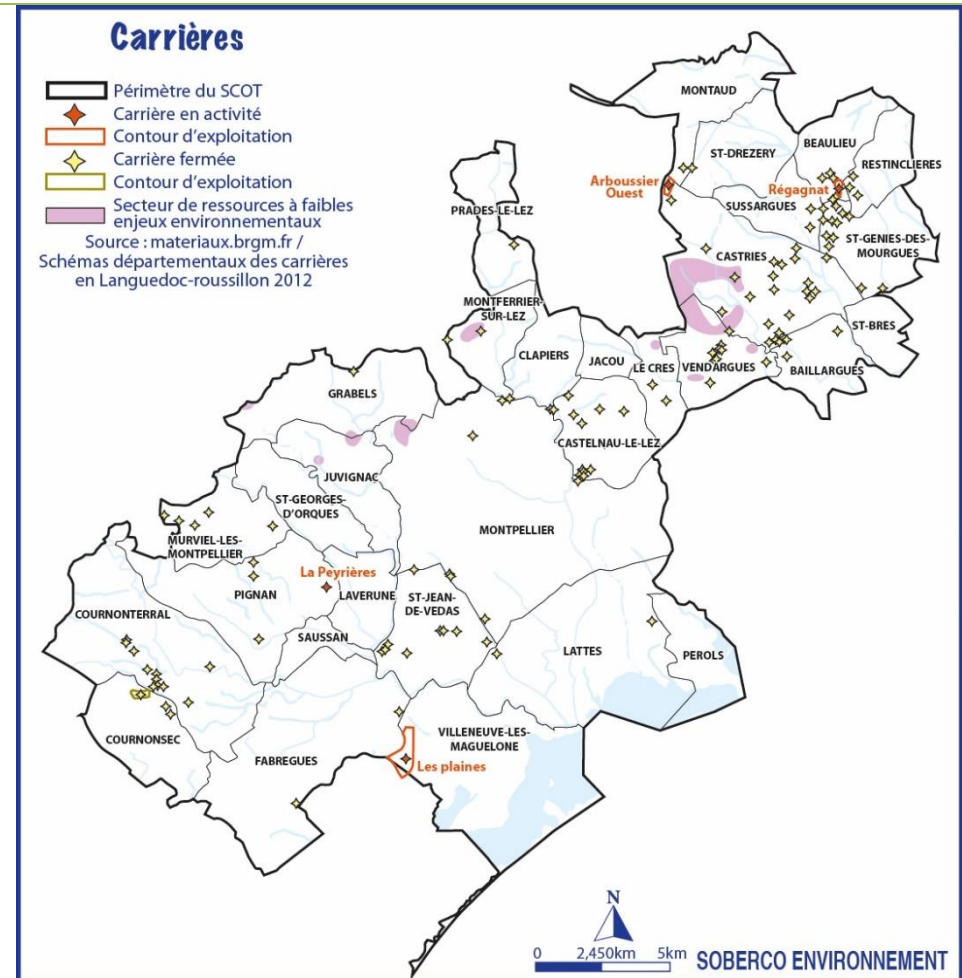 Carrières
Périmètre du SCOT
Carrière en activité
Contour d'exploitation
Carrière fermée
Contour d'exploitation
Secteur de ressources à faibles
enjeux environnementaux
Source : materiaux.brgm.fr /
Schémas départementaux des carrières
en Languedoc-roussillon 2012
MONTAUD
ST-DREZERY
BEAULIEU
RESTINCLIERES
Arboussier
Ouest
Régagnat
SUSSARGUES
PRADES-LE-LEZ
ST-GENIES-DES-
MOURGUES
CASTRIES
MONTFERRIER-
SUR-LEZ
ST-BRES
CLAPIERS
JACOU
LE CRES
VENDARGUES
BAILLARGUES
GRABELS
CASTELNAU-LE-LEZ
JUVIGNAC
ST-GEORGES-
D'ORQUES
MONTPELLIER
MURVIEL-LES-
MONTPELLIER
La Peyrières
PIGNAN
LAVERUNE
ST-JEAN-
DE-VEDAS
COURNONTERRAL
SAUSSAN
LATTES
PEROLS
COURNONSEC
FABREGUES
VILLENEUVE-LES-
MAGUELONE
Les plaines
N
0 2,450km 5km
SOBERCO ENVIRONNEMENT